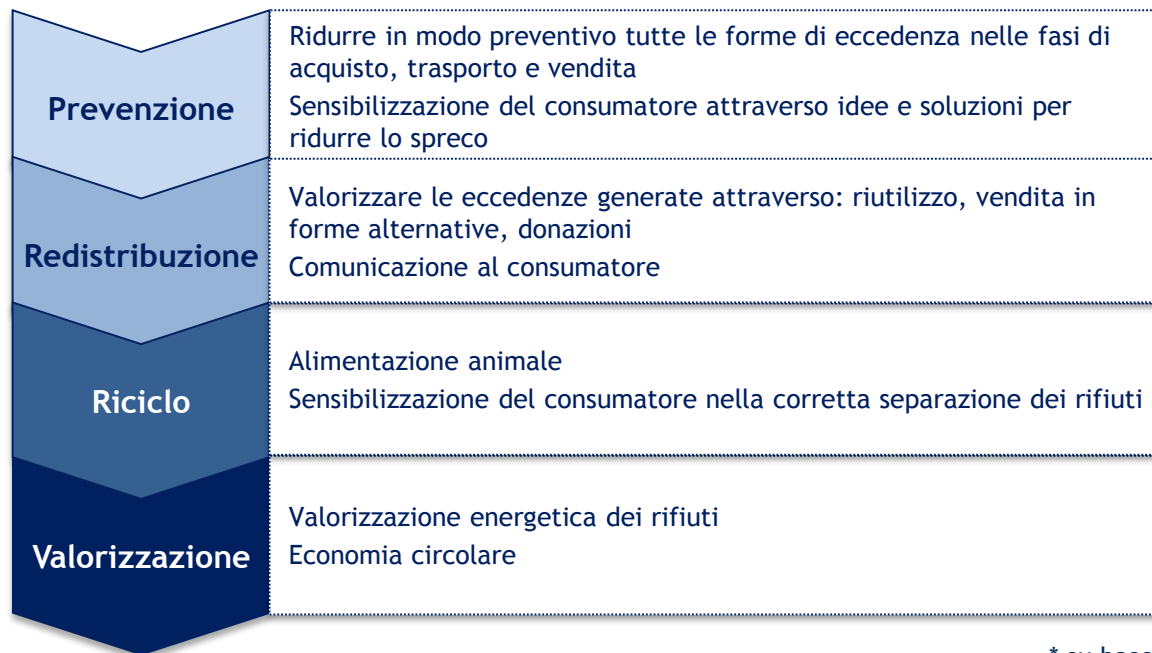 Prevenzione
Ridurre in modo preventivo tutte le forme di eccedenza nelle fasi di
acquisto, trasporto e vendita
Sensibilizzazione del consumatore attraverso idee e soluzioni per
ridurre lo spreco
Redistribuzione
Valorizzare le eccedenze generate attraverso: riutilizzo, vendita in
forme alternative, donazioni
Comunicazione al consumatore
Riciclo
Alimentazione animale
Sensibilizzazione del consumatore nella corretta separazione dei rifiuti
Valorizzazione
Valorizzazione energetica dei rifiuti
Economia circolare